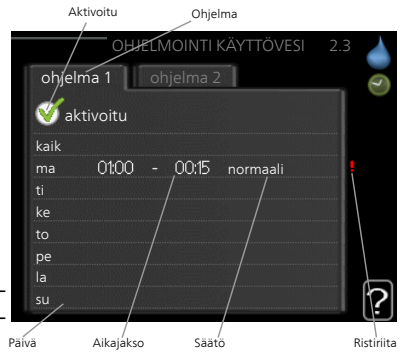 Aktivoitu Ohjelma
OHJELMOINTI KÄYTTÖVESI 2.3
ohjelma 1 ohjelma 2
aktivoitu
kaik
ma 01:00 - 00:15 normaali !
ti
ke
to
pe
la
su
?
Päivä Aikajakso Säätö Ristiriita